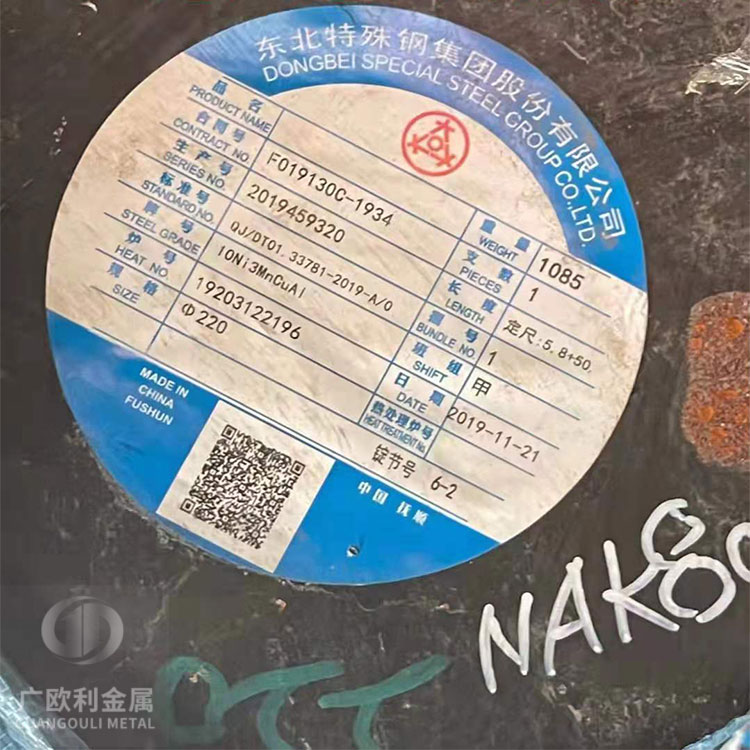 东北特殊钢集团股份有限公司
DONGBEI SPECIAL STEEL GROUP CO.,LTD.
品 名
PRODUCT NAME
合同号
CONTRACT NO.
F019130C-1934
生产号
SERIES NO.
2019459320
标准号
STANDARD NO.
QJ/DT01.33781-2019-A/0
牌 号
STEEL GRADE
10Ni3MnCuAl
炉 号
HEAT NO.
19203122196
规 格
SIZE
Φ220
重 量
WEIGHT
1085
支 数
PIECES
1
长 度
LENGTH
定尺:5.8+50
捆 号
BUNDLE NO.
1
班 组
SHIFT
甲
日 期
DATE
2019-11-21
热处理炉号
HEAT TREATMENT NO.
锭节号 6-2
MADE IN
CHINA
FUSHUN
中国 抚顺
NAK80
广欧利金属
GUANGOULI METAL